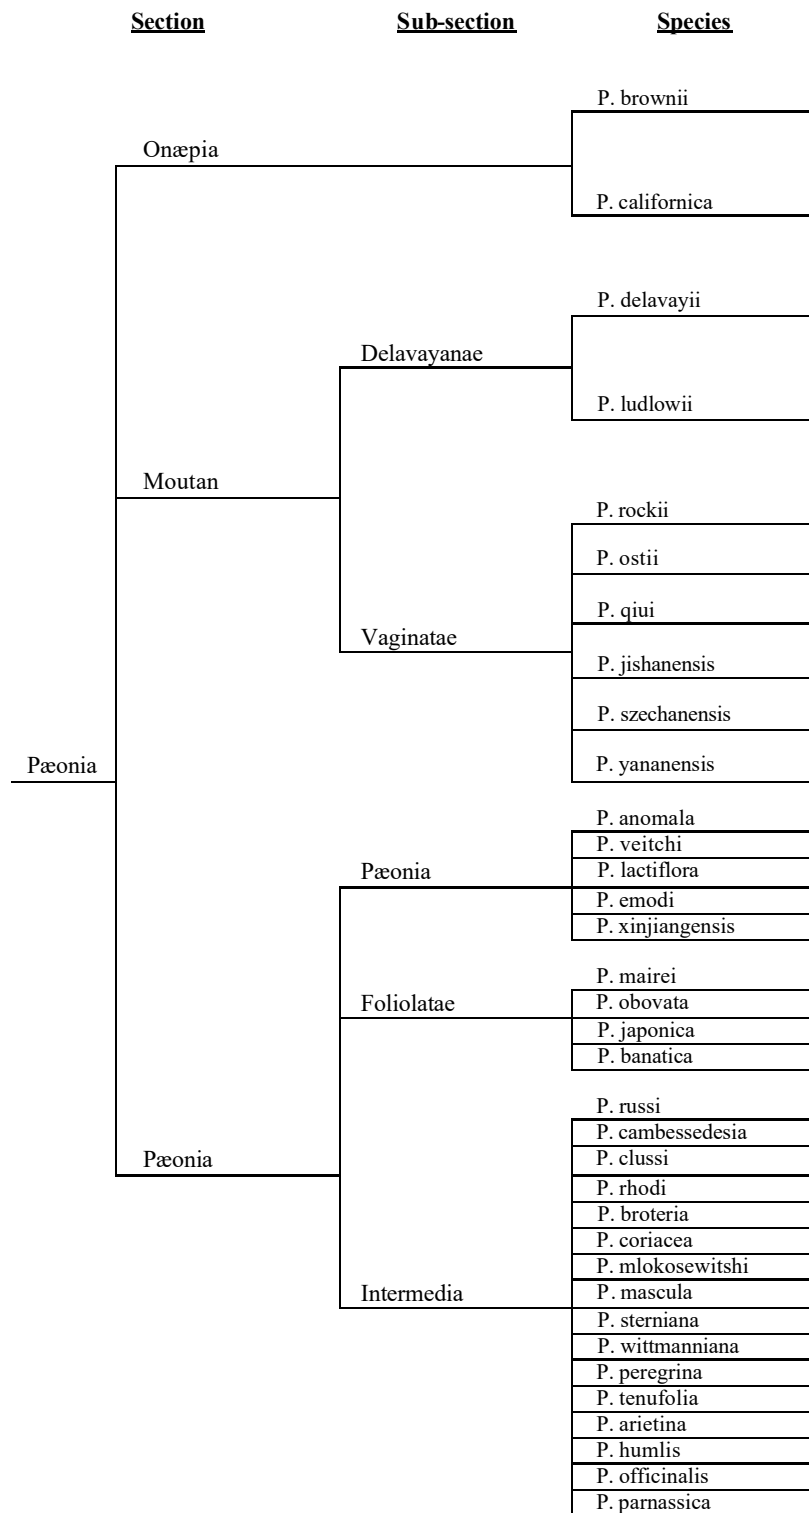 Section Sub-section Species
P. brownii
Onæpia
P. californica
P. delavayii
Delavayanae
P. ludlowii
Moutan
P. rockii
P. ostii
P. qiui
Vaginatae
P. jishanensis
P. szechanensis
Pæonia
P. yananensis
P. anomala
P. veitchi
Pæonia
P. lactiflora
P. emodi
P. xinjiangensis
P. mairei
Foliolatae
P. obovata
P. japonica
P. banatica
P. russi
P. cambessedesia
Pæonia
P. clussi
P. rhodi
P. broteria
P. coriacea
P. mlokosewitshi
Intermedia
P. mascula
P. sterniana
P. wittmanniana
P. peregrina
P. tenufolia
P. arietina
P. humlis
P. officinalis
P. parnassica